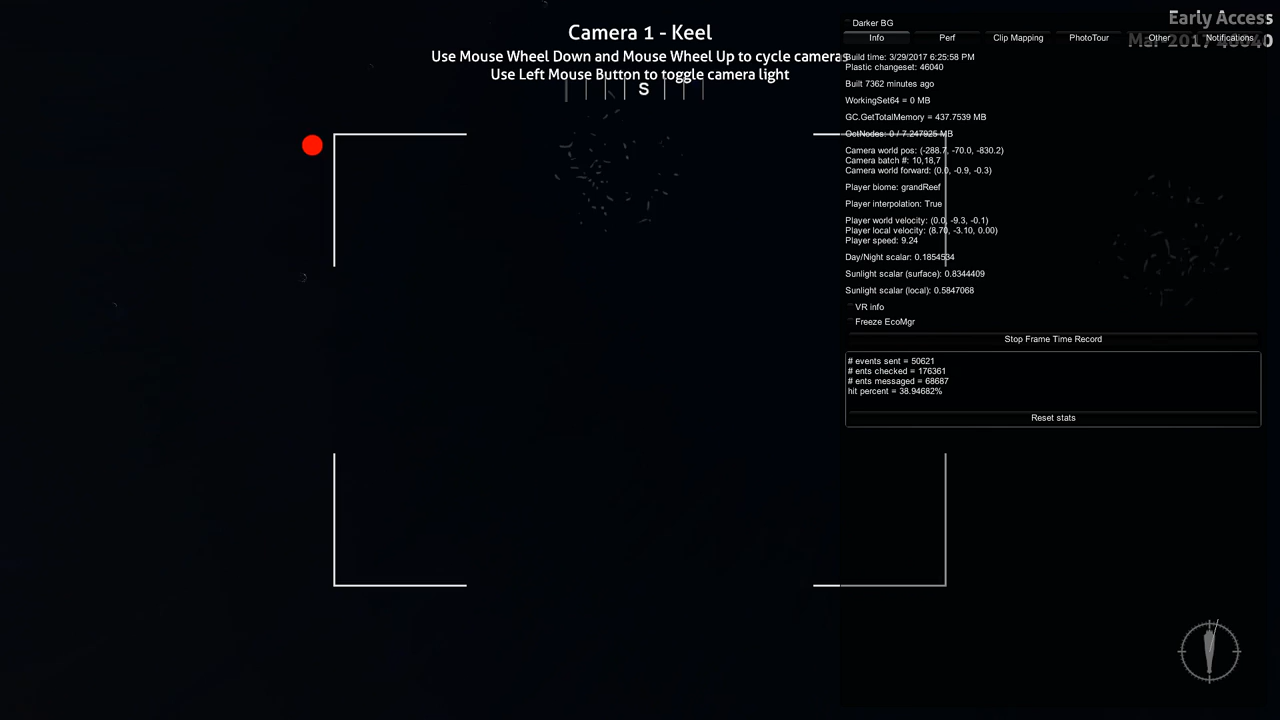 Camera 1 - Keel
Use Mouse Wheel Down and Mouse Wheel Up to cycle cameras
Use Left Mouse Button to toggle camera light
S
Early Access
Mar 2017 46040
Darker BG
Info Perf Clip Mapping PhotoTour Other Notifications
Build time: 3/29/2017 6:25:58 PM
Plastic changeset: 46040
Built 7362 minutes ago
WorkingSet64 = 0 MB
GC.GetTotalMemory = 437.7539 MB
OctNodes: 0 / 7.247925 MB
Camera world pos: (-288.7, -70.0, -830.2)
Camera batch #: 10,18,7
Camera world forward: (0.0, -0.9, -0.3)
Player biome: grandReef
Player interpolation: True
Player world velocity: (0.0, -9.3, -0.1)
Player local velocity: (8.70, -3.10, 0.00)
Player speed: 9.24
Day/Night scalar: 0.1854534
Sunlight scalar (surface): 0.8344409
Sunlight scalar (local): 0.5847068
VR info
Freeze EcoMgr
Stop Frame Time Record
# events sent = 50621
# ents checked = 176361
# ents messaged = 68687
hit percent = 38.94682%
Reset stats